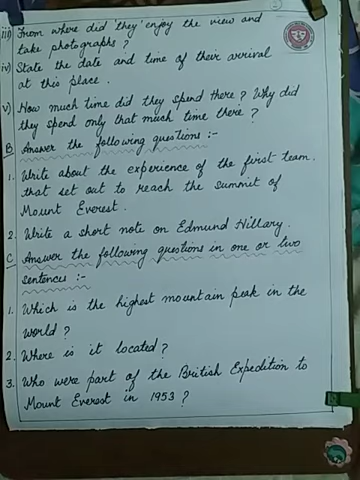 iii) From where did 'they' enjoy the view and
take photographs?
iv) State the date and time of their arrival
at this place.
v) How much time did they spend there? Why did
they spend only that much time there?
B Answer the following questions :-
1. Write about the experience of the first team
that set out to reach the summit of
Mount Everest.
2. Write a short note on Edmund Hillary.
C Answer the following questions in one or two
sentences :-
1. Which is the highest mountain peak in the
world?
2. Where is it located?
3. Who were part of the British Expedition to
Mount Everest in 1953?